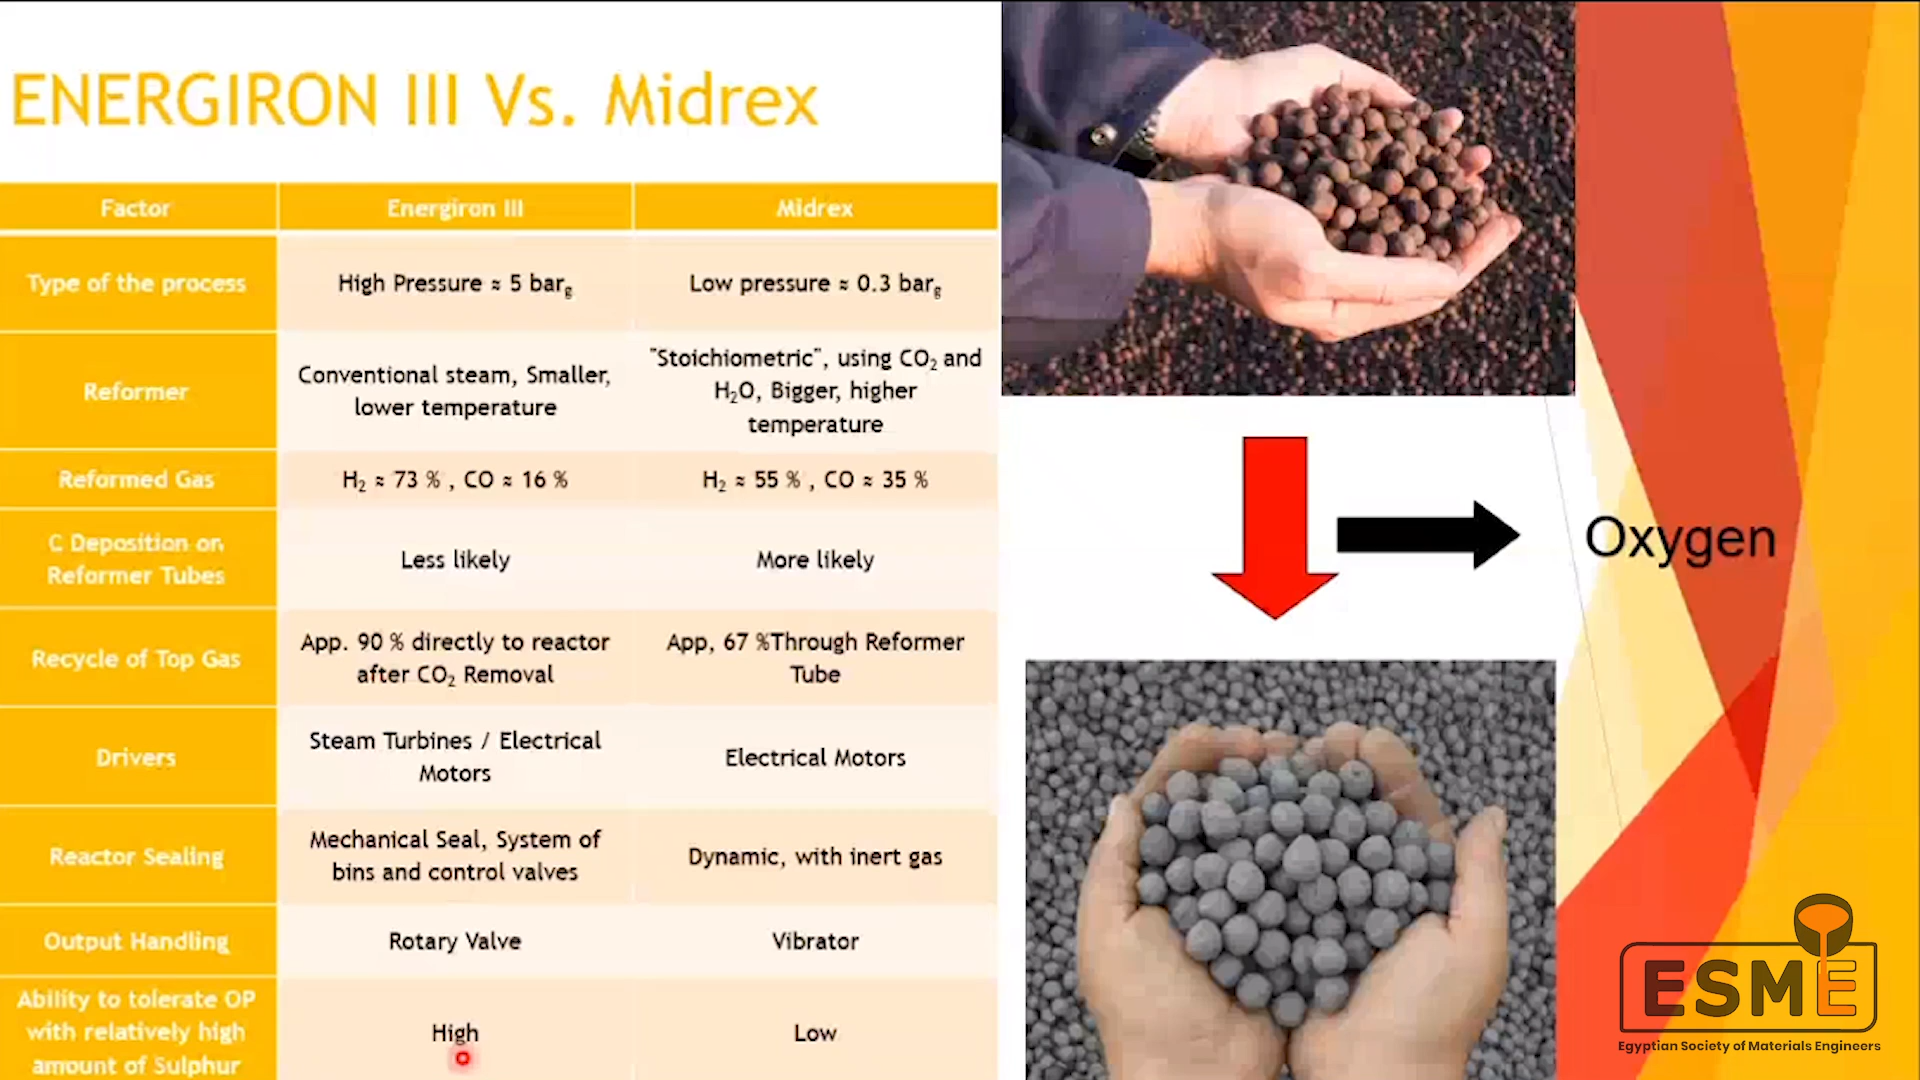 ENERGIRON III Vs. Midrex
Factor
Energiron III
Midrex
Type of the process
High Pressure ≈ 5 barg
Low pressure ≈ 0.3 barg
Reformer
Conventional steam, Smaller,
lower temperature
"Stoichiometric", using CO₂ and
H₂O, Bigger, higher
temperature
Reformed Gas
H₂ ≈ 73 % , CO ≈ 16 %
H₂ ≈ 55 % , CO ≈ 35 %
C Deposition on
Reformer Tubes
Less likely
More likely
Recycle of Top Gas
App. 90 % directly to reactor
after CO₂ Removal
App, 67 %Through Reformer
Tube
Drivers
Steam Turbines / Electrical
Motors
Electrical Motors
Reactor Sealing
Mechanical Seal, System of
bins and control valves
Dynamic, with inert gas
Output Handling
Rotary Valve
Vibrator
Ability to tolerate OP
with relatively high
amount of Sulphur
High
Low
Oxygen
ESME
Egyptian Society of Materials Engineers